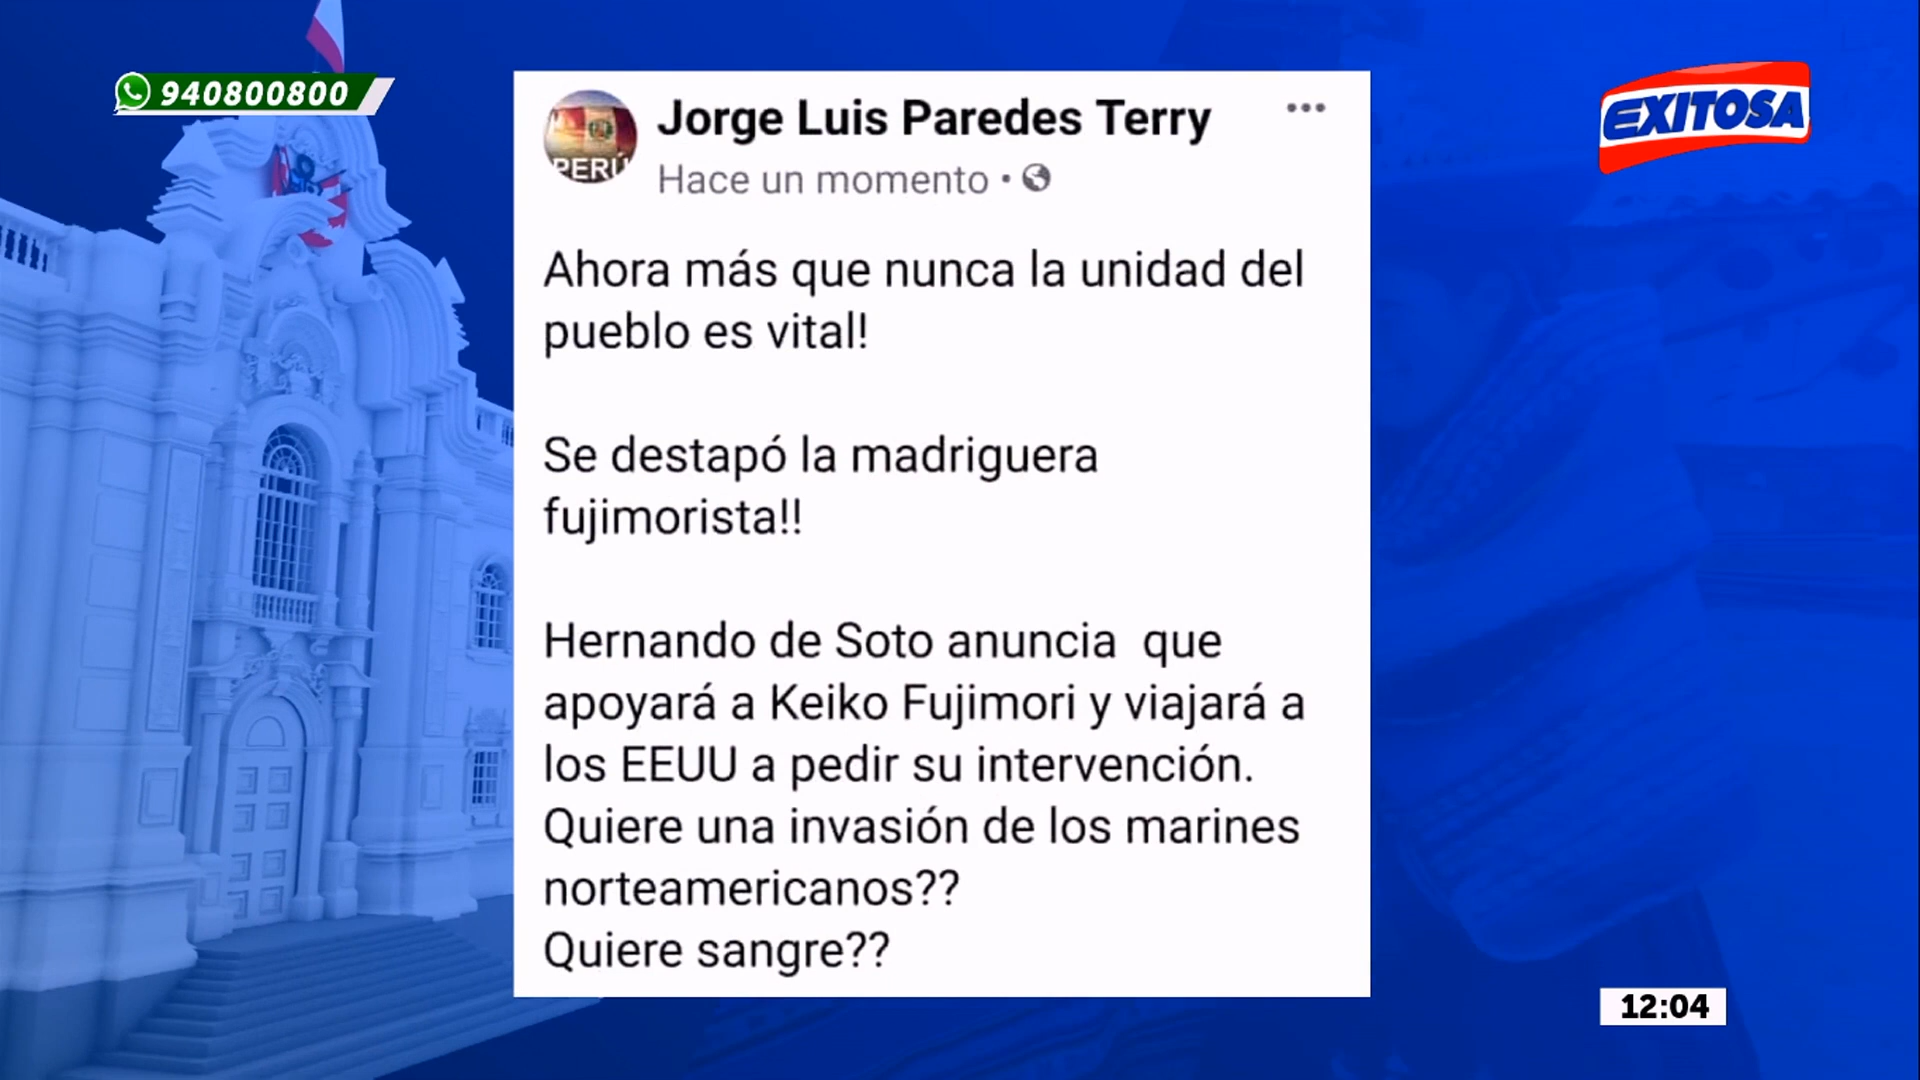 940800800
EXITOSA
Jorge Luis Paredes Terry
Hace un momento •
PERÚ
Ahora más que nunca la unidad del
pueblo es vital!
Se destapó la madriguera
fujimorista!!
Hernando de Soto anuncia  que
apoyará a Keiko Fujimori y viajará a
los EEUU a pedir su intervención.
Quiere una invasión de los marines
norteamericanos??
Quiere sangre??
12:04